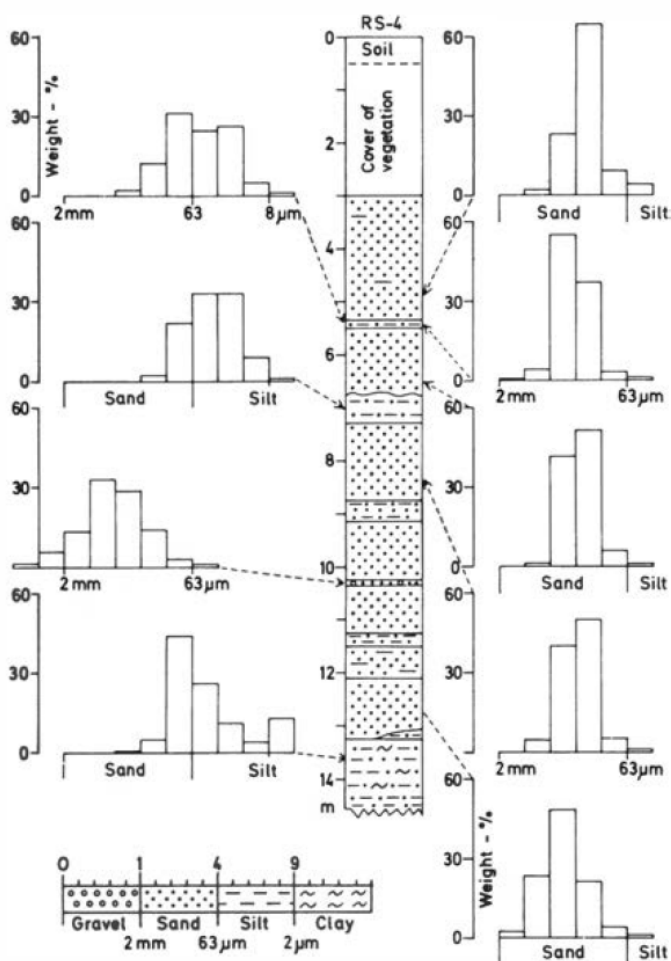 RS-4
0
Soil
Cover of
vegetation
2
4
6
8
10
12
14
m
60
30
0
Weight - %
2mm 63 8µm
60
30
0
Sand Silt
60
30
0
2mm 63µm
60
30
0
Sand Silt
60
30
0
Sand Silt
60
30
0
2mm 63µm
60
30
0
Sand Silt
60
30
0
2mm 63µm
60
30
0
Weight - %
Sand Silt
0 1 4 9
Gravel Sand Silt Clay
2mm 63µm 2µm